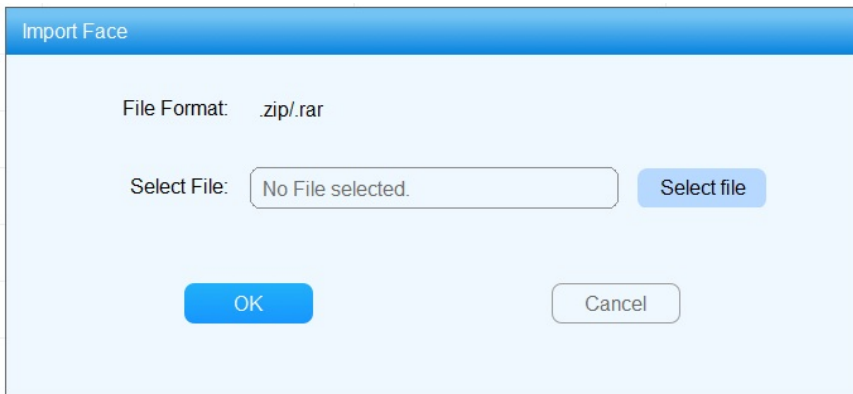 Import Face
File Format: .zip/.rar
Select File: No File selected. Select file
OK Cancel